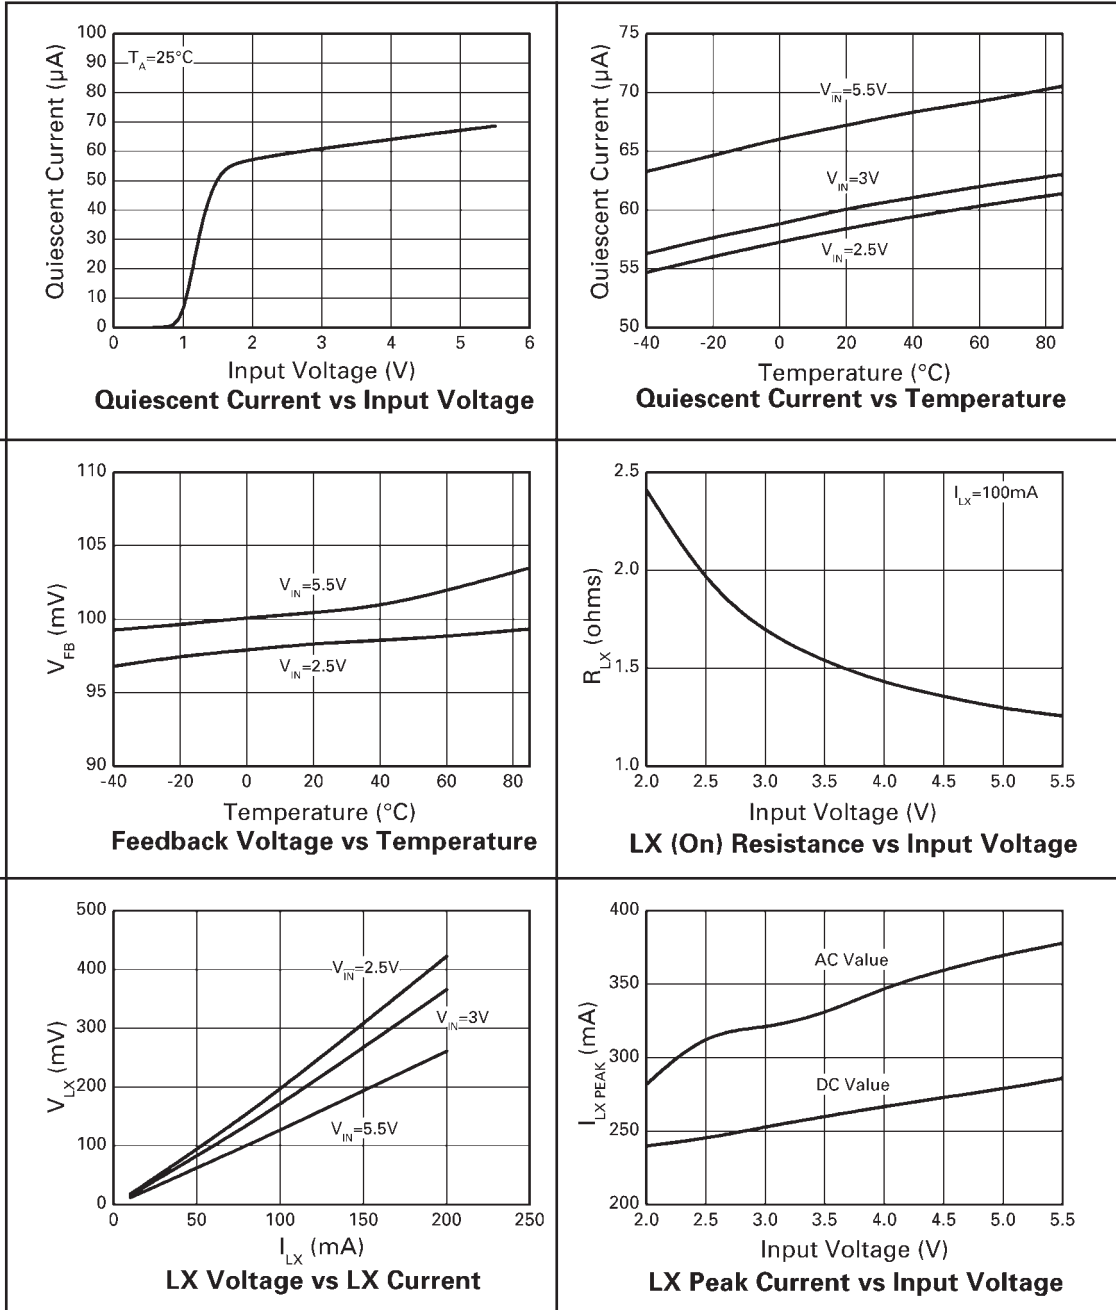 100
90
80
70
60
50
40
30
20
10
0
Quiescent Current (µA)
T_A=25°C
0 1 2 3 4 5 6
Input Voltage (V)
Quiescent Current vs Input Voltage
75
70
65
60
55
50
Quiescent Current (µA)
V_IN=5.5V
V_IN=3V
V_IN=2.5V
-40 -20 0 20 40 60 80
Temperature (°C)
Quiescent Current vs Temperature
110
105
100
95
90
V_FB (mV)
V_IN=5.5V
V_IN=2.5V
-40 -20 0 20 40 60 80
Temperature (°C)
Feedback Voltage vs Temperature
2.5
2.0
1.5
1.0
R_LX (ohms)
I_LX=100mA
2.0 2.5 3.0 3.5 4.0 4.5 5.0 5.5
Input Voltage (V)
LX (On) Resistance vs Input Voltage
500
400
300
200
100
0
V_LX (mV)
V_IN=2.5V
V_IN=3V
V_IN=5.5V
0 50 100 150 200 250
I_LX (mA)
LX Voltage vs LX Current
400
350
300
250
200
I_LX PEAK (mA)
AC Value
DC Value
2.0 2.5 3.0 3.5 4.0 4.5 5.0 5.5
Input Voltage (V)
LX Peak Current vs Input Voltage